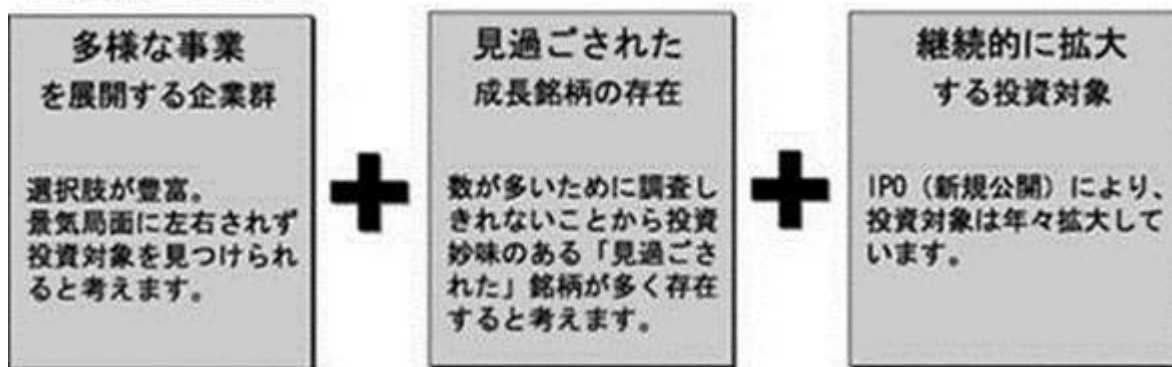 多様な事業
を展開する企業群
選択肢が豊富。
景気局面に左右されず
投資対象を見つけられ
ると考えます。
見過ごされた
成長銘柄の存在
数が多いために調査し
きれないことから投資
妙味のある「見過ごさ
れた」銘柄が多く存在
すると考えます。
継続的に拡大
する投資対象
IPO（新規公開）により、
投資対象は年々拡大して
います。